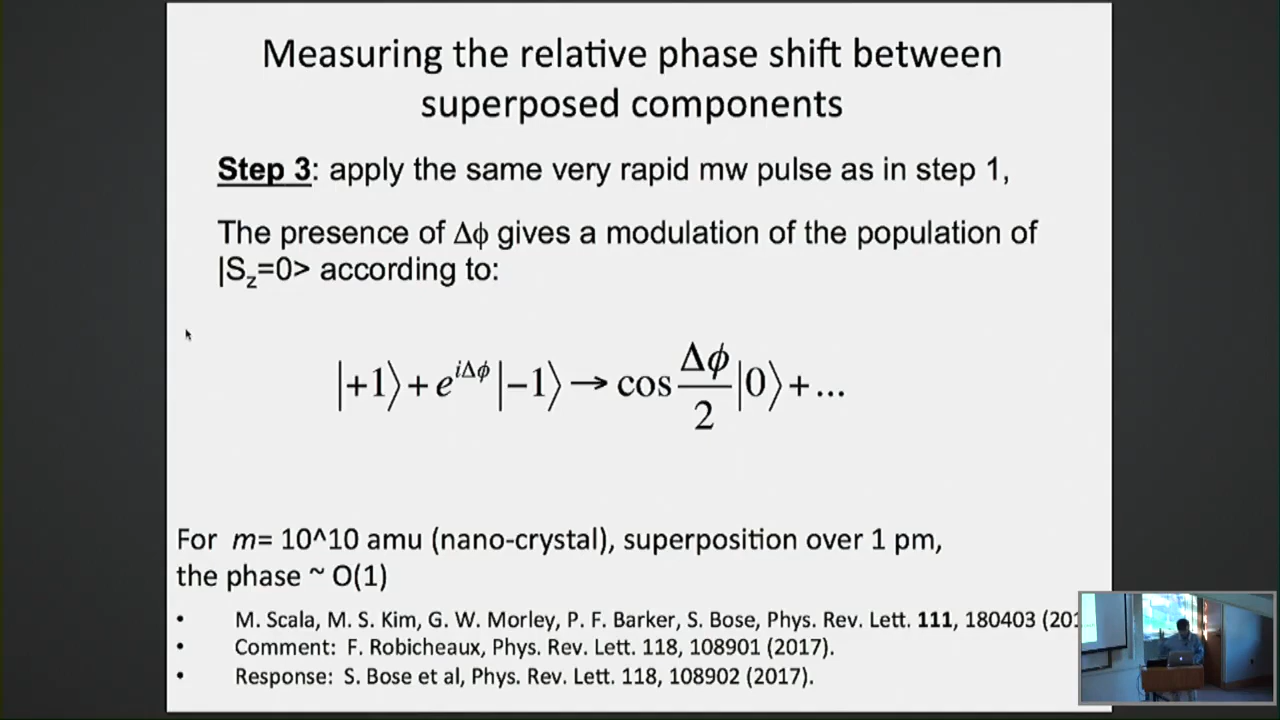 Measuring the relative phase shift between
superposed components
Step 3: apply the same very rapid mw pulse as in step 1,
The presence of Δϕ gives a modulation of the population of
|Sz=0> according to:
|+1⟩ + e^{iΔϕ} |−1⟩ → cos Δϕ/2 |0⟩ + ...
For m= 10^10 amu (nano-crystal), superposition over 1 pm,
the phase ~ O(1)
• M. Scala, M. S. Kim, G. W. Morley, P. F. Barker, S. Bose, Phys. Rev. Lett. 111, 180403 (201
• Comment: F. Robicheaux, Phys. Rev. Lett. 118, 108901 (2017).
• Response: S. Bose et al, Phys. Rev. Lett. 118, 108902 (2017).